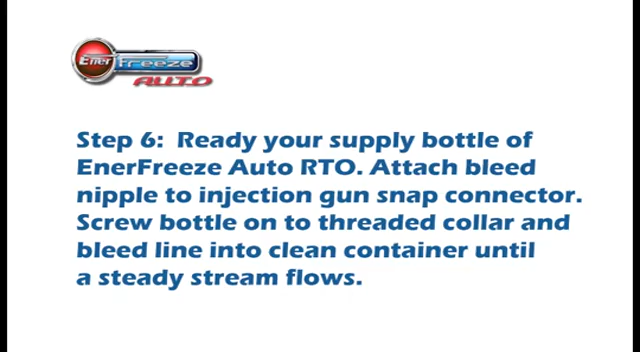 Ener Freeze
AUTO
Step 6: Ready your supply bottle of
EnerFreeze Auto RTO. Attach bleed
nipple to injection gun snap connector.
Screw bottle on to threaded collar and
bleed line into clean container until
a steady stream flows.